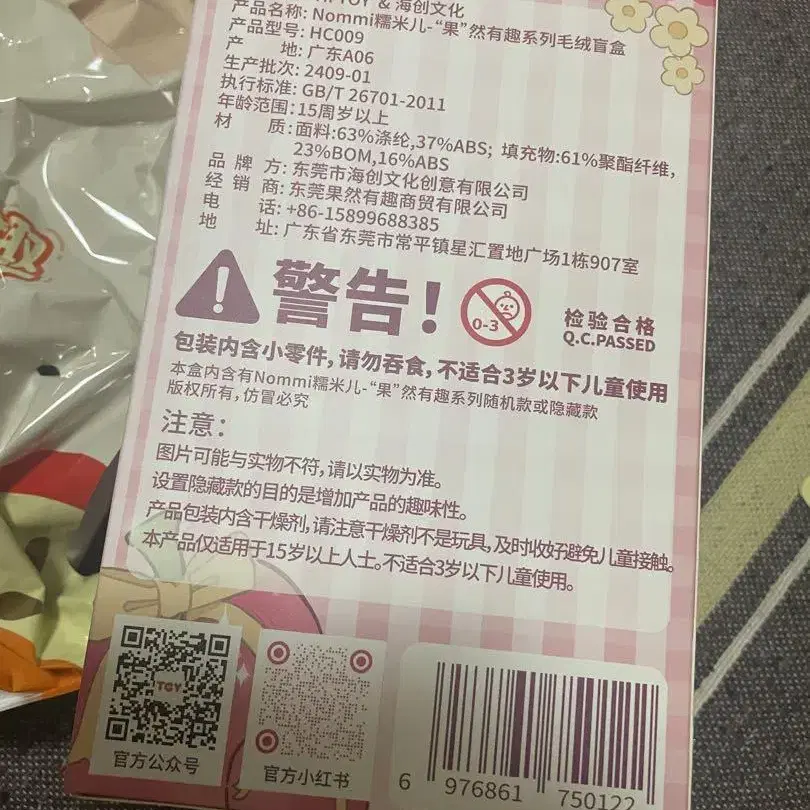 TOY & 海创文化
产品名称: Nommi糯米儿-“果”然有趣系列毛绒盲盒
产品型号: HC009
产 地: 广东A06
生产批次: 2409-01
执行标准: GB/T 26701-2011
年龄范围: 15周岁以上
材 质: 面料:63%涤纶,37%ABS; 填充物:61%聚酯纤维,
23%BOM,16%ABS
品 牌 方: 东莞市海创文化创意有限公司
经 销 商: 东莞果然有趣商贸有限公司
电 话: +86-15899688385
地 址: 广东省东莞市常平镇星汇置地广场1栋907室
警告!
0-3
检验合格
Q.C.PASSED
包装内含小零件, 请勿吞食, 不适合3岁以下儿童使用
本盒内含有Nommi糯米儿-“果”然有趣系列随机款或隐藏款
版权所有, 仿冒必究
注意:
图片可能与实物不符, 请以实物为准。
设置隐藏款的目的是增加产品的趣味性。
产品包装内含干燥剂, 请注意干燥剂不是玩具, 及时收好避免儿童接触。
本产品仅适用于15岁以上人士。不适合3岁以下儿童使用。
TGY
官方公众号
官方小红书
6 976861 750122